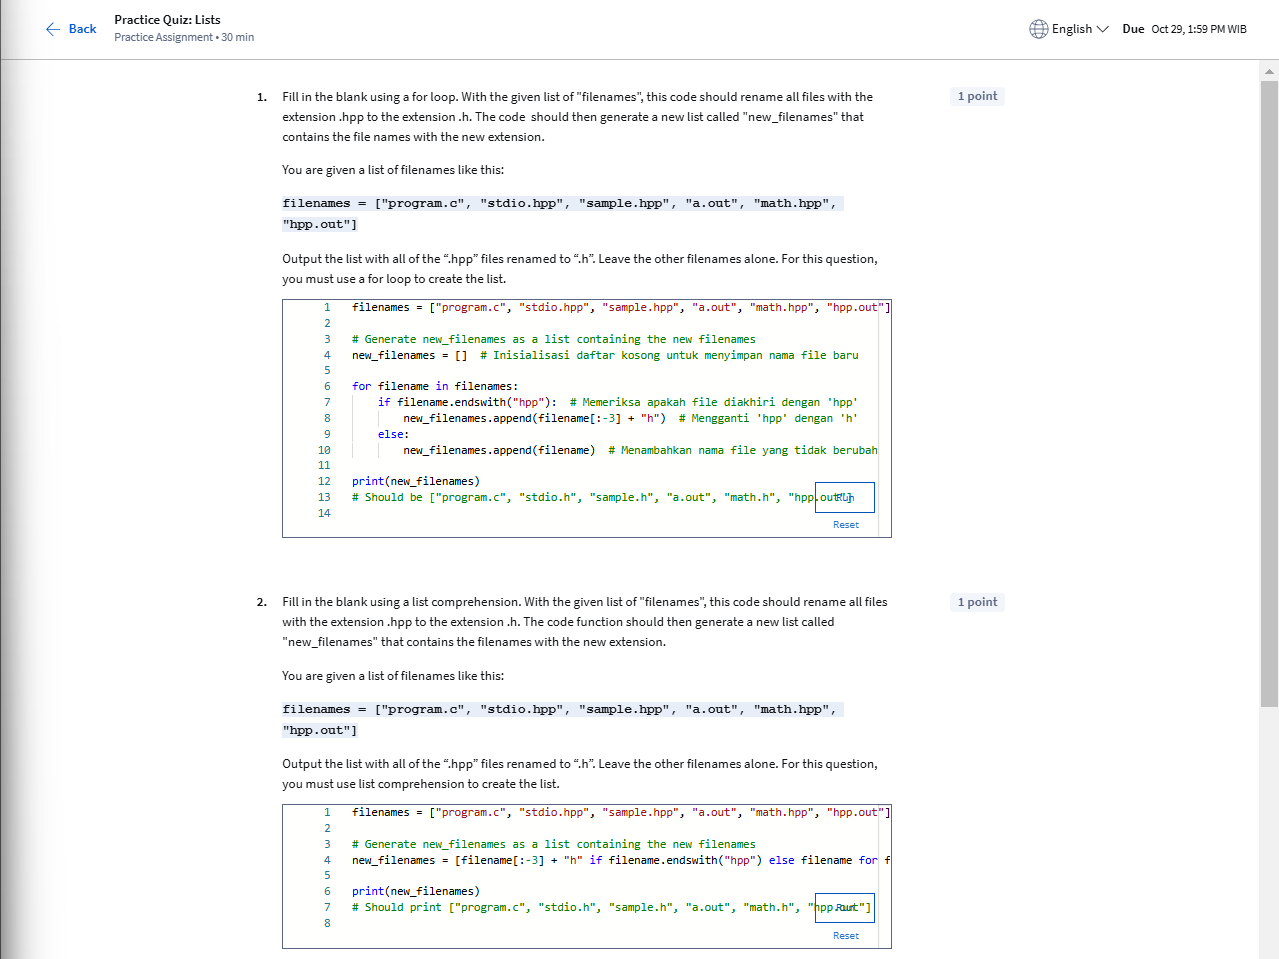 Back
Practice Quiz: Lists
Practice Assignment • 30 min
English
Due Oct 29, 1:59 PM WIB
1. Fill in the blank using a for loop. With the given list of "filenames", this code should rename all files with the
extension .hpp to the extension .h. The code should then generate a new list called "new_filenames" that
contains the file names with the new extension.
1 point
You are given a list of filenames like this:
filenames = ["program.c", "stdio.hpp", "sample.hpp", "a.out", "math.hpp",
"hpp.out"]
Output the list with all of the “.hpp” files renamed to “.h”. Leave the other filenames alone. For this question,
you must use a for loop to create the list.
1 filenames = ["program.c", "stdio.hpp", "sample.hpp", "a.out", "math.hpp", "hpp.out"]
2
3 # Generate new_filenames as a list containing the new filenames
4 new_filenames = [] # Inisialisasi daftar kosong untuk menyimpan nama file baru
5
6 for filename in filenames:
7 if filename.endswith("hpp"): # Memeriksa apakah file diakhiri dengan 'hpp'
8 new_filenames.append(filename[:-3] + "h") # Mengganti 'hpp' dengan 'h'
9 else:
10 new_filenames.append(filename) # Menambahkan nama file yang tidak berubah
11
12 print(new_filenames)
13 # Should be ["program.c", "stdio.h", "sample.h", "a.out", "math.h", "hpp.out"]
14
Run
Reset
2. Fill in the blank using a list comprehension. With the given list of "filenames", this code should rename all files
with the extension .hpp to the extension .h. The code function should then generate a new list called
"new_filenames" that contains the filenames with the new extension.
1 point
You are given a list of filenames like this:
filenames = ["program.c", "stdio.hpp", "sample.hpp", "a.out", "math.hpp",
"hpp.out"]
Output the list with all of the “.hpp” files renamed to “.h”. Leave the other filenames alone. For this question,
you must use list comprehension to create the list.
1 filenames = ["program.c", "stdio.hpp", "sample.hpp", "a.out", "math.hpp", "hpp.out"]
2
3 # Generate new_filenames as a list containing the new filenames
4 new_filenames = [filename[:-3] + "h" if filename.endswith("hpp") else filename for f
5
6 print(new_filenames)
7 # Should print ["program.c", "stdio.h", "sample.h", "a.out", "math.h", "hpp.out"]
8
Run
Reset